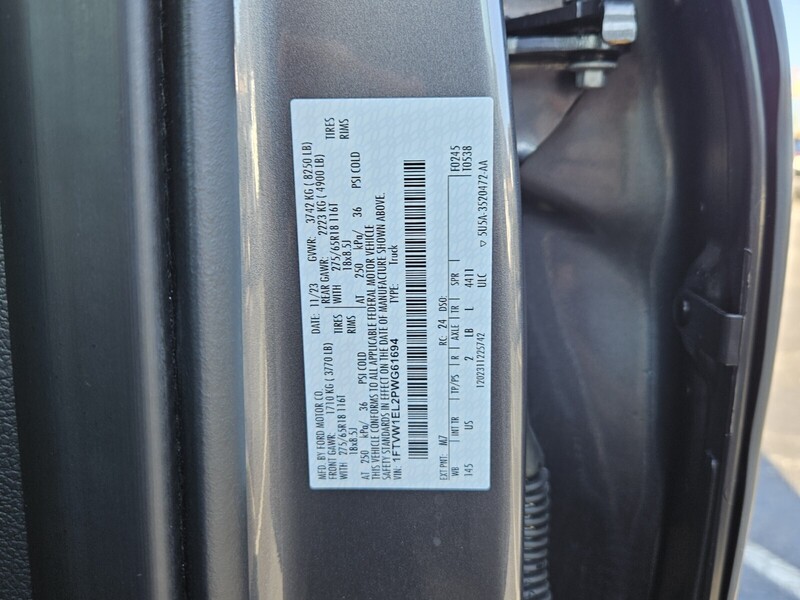 MFD. BY FORD MOTOR CO. DATE: 11/23 GVWR: 3742 KG ( 8250 LB)
FRONT GAWR: 1710 KG ( 3770 LB) REAR GAWR: 2223 KG ( 4900 LB)
WITH 275/65R18 116T TIRES WITH 275/65R18 116T TIRES
18x8.5J RIMS 18x8.5J RIMS
AT 250 kPa/ 36 PSI COLD AT 250 kPa/ 36 PSI COLD
THIS VEHICLE CONFORMS TO ALL APPLICABLE FEDERAL MOTOR VEHICLE
SAFETY STANDARDS IN EFFECT ON THE DATE OF MANUFACTURE SHOWN ABOVE.
VIN: 1FTVW1EL2PWG61694 TYPE: Truck
EXT PNT: M7 RC: 24 DSO: F0245
WB INT TR TP/PS R AXLE TR SPR T0538
145 US 2 LB L 4411
ULC
1202311225742 5U5A-3520472-AA